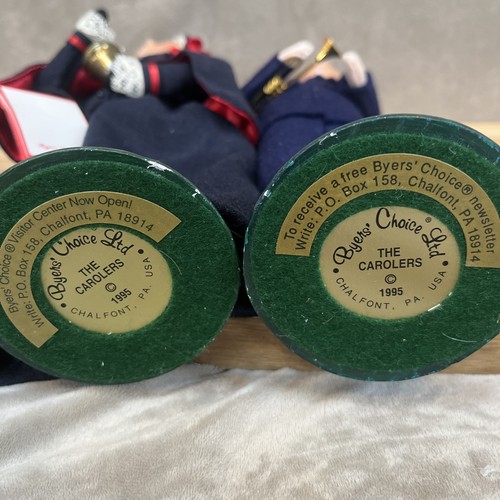 Byers' Choice® Visitor Center Now Open!
Write: P.O. Box 158, Chalfont, PA 18914
Byers' Choice Ltd.
THE
CAROLERS
©
1995
CHALFONT, PA. USA
To receive a free Byers' Choice® newsletter
Write: P.O. Box 158, Chalfont, PA 18914
Byers' Choice® Ltd.
THE
CAROLERS
©
1995
CHALFONT, PA. USA